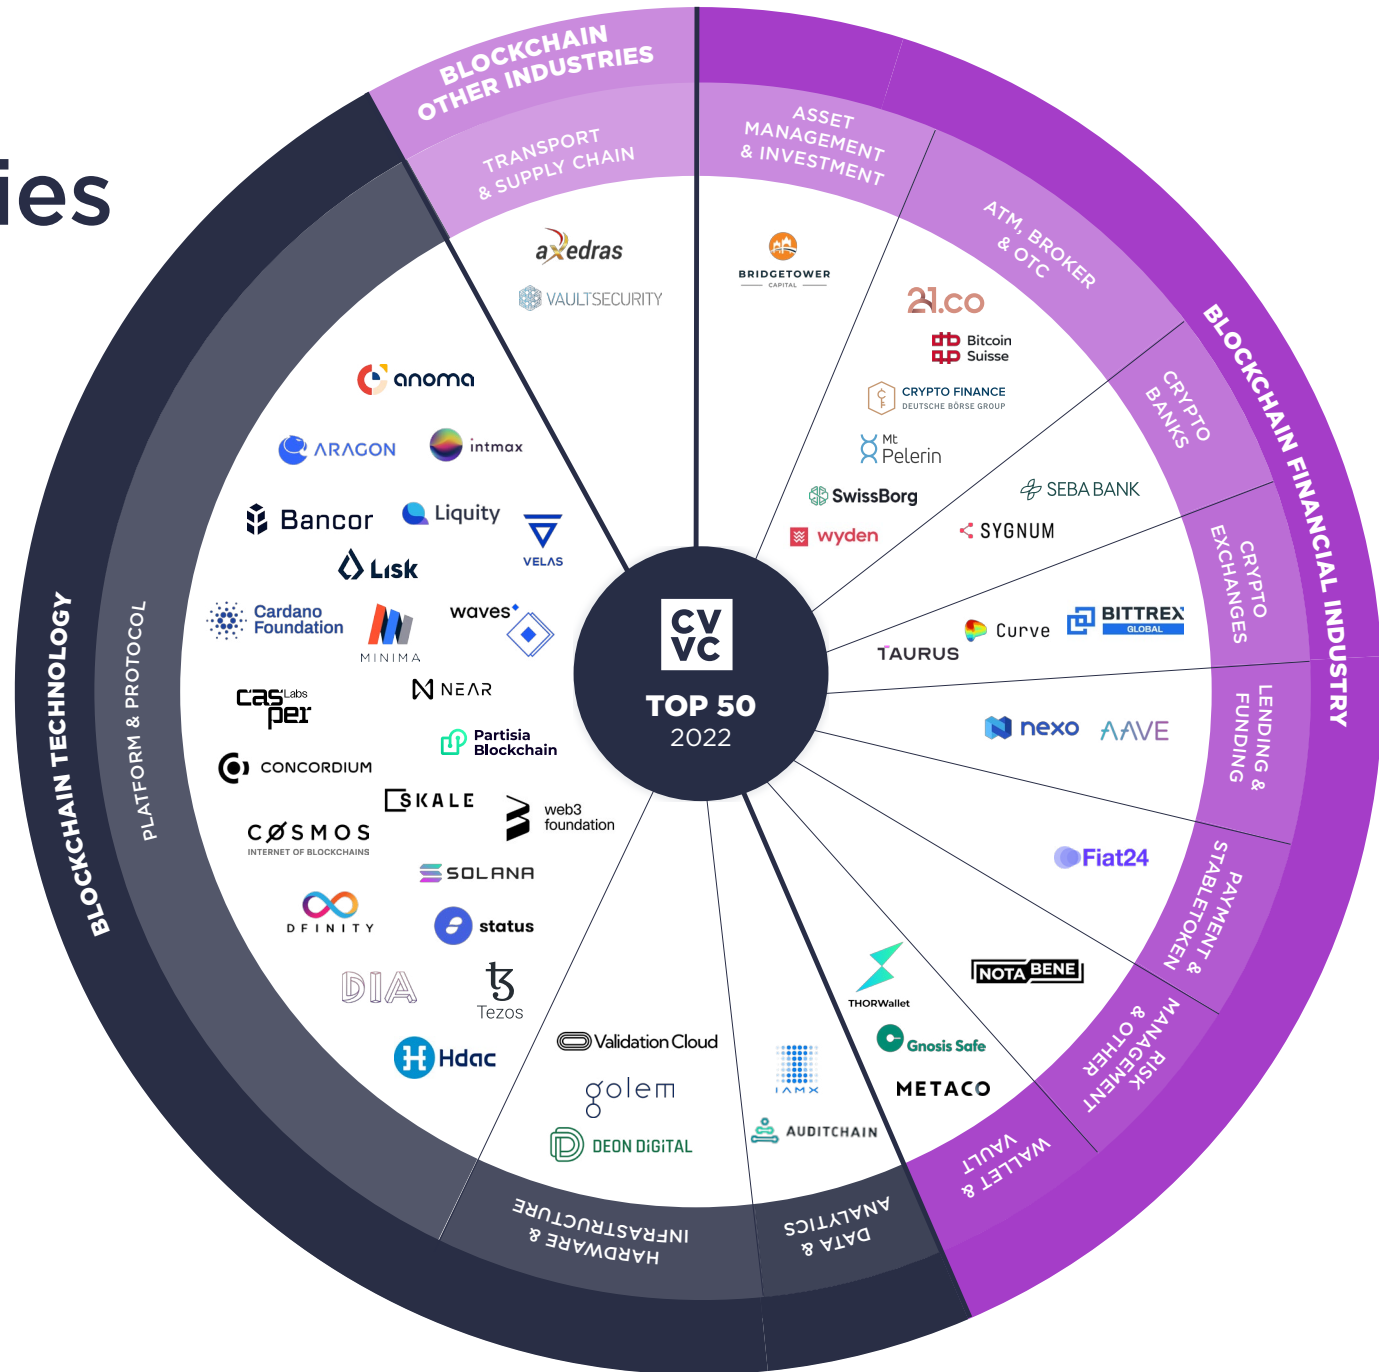 ies
BLOCKCHAIN
OTHER INDUSTRIES
TRANSPORT
& SUPPLY CHAIN
aXedras
VAULTSECURITY
ASSET
MANAGEMENT
& INVESTMENT
BRIDGETOWER
CAPITAL
BLOCKCHAIN FINANCIAL INDUSTRY
ATM, BROKER
& OTC
21.co
Bitcoin
Suisse
CRYPTO FINANCE
DEUTSCHE BÖRSE GROUP
Mt
Pelerin
SwissBorg
wyden
CRYPTO
BANKS
SEBA BANK
SYGNUM
CRYPTO
EXCHANGES
BITTREX
GLOBAL
Curve
TAURUS
LENDING &
FUNDING
nexo
AAVE
PAYMENT &
STABLETOKEN
Fiat24
RISK
MANAGEMENT
& OTHER
NOTABENE
WALLET &
VAULT
THORWallet
Gnosis Safe
METACO
DATA &
ANALYTICS
IAMX
AUDITCHAIN
HARDWARE &
INFRASTRUCTURE
Validation Cloud
golem
DEON DiGiTAL
BLOCKCHAIN TECHNOLOGY
PLATFORM & PROTOCOL
anoma
ARAGON
intmax
Bancor
Liquity
VELAS
LISK
Cardano
Foundation
MINIMA
waves
casper
Labs
NEAR
Partisia
Blockchain
CONCORDIUM
SKALE
web3
foundation
COSMOS
INTERNET OF BLOCKCHAINS
SOLANA
DFINITY
status
DIA
Tezos
Hdac
CV
VC
TOP 50
2022